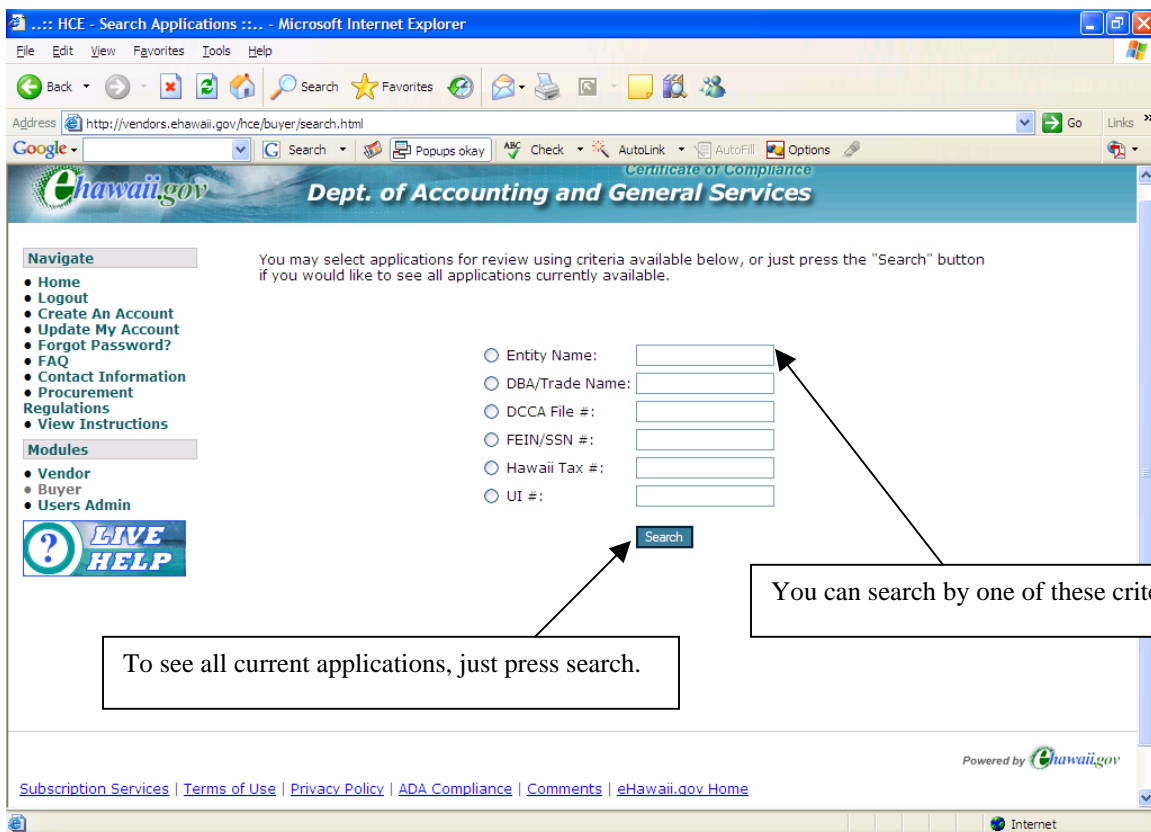 ..:: HCE - Search Applications ::.. - Microsoft Internet Explorer
File Edit View Favorites Tools Help
Back Search Favorites
Address http://vendors.ehawaii.gov/hce/buyer/search.html Go Links »
Google Search Popups okay ABC Check AutoLink AutoFill Options
Certificate of Compliance
ehawaii.gov Dept. of Accounting and General Services
Navigate
• Home
• Logout
• Create An Account
• Update My Account
• Forgot Password?
• FAQ
• Contact Information
• Procurement
Regulations
• View Instructions
Modules
• Vendor
• Buyer
• Users Admin
? LIVE
HELP
You may select applications for review using criteria available below, or just press the "Search" button
if you would like to see all applications currently available.
Entity Name:
DBA/Trade Name:
DCCA File #:
FEIN/SSN #:
Hawaii Tax #:
UI #:
Search
You can search by one of these crite
To see all current applications, just press search.
Powered by ehawaii.gov
Subscription Services | Terms of Use | Privacy Policy | ADA Compliance | Comments | eHawaii.gov Home
Internet